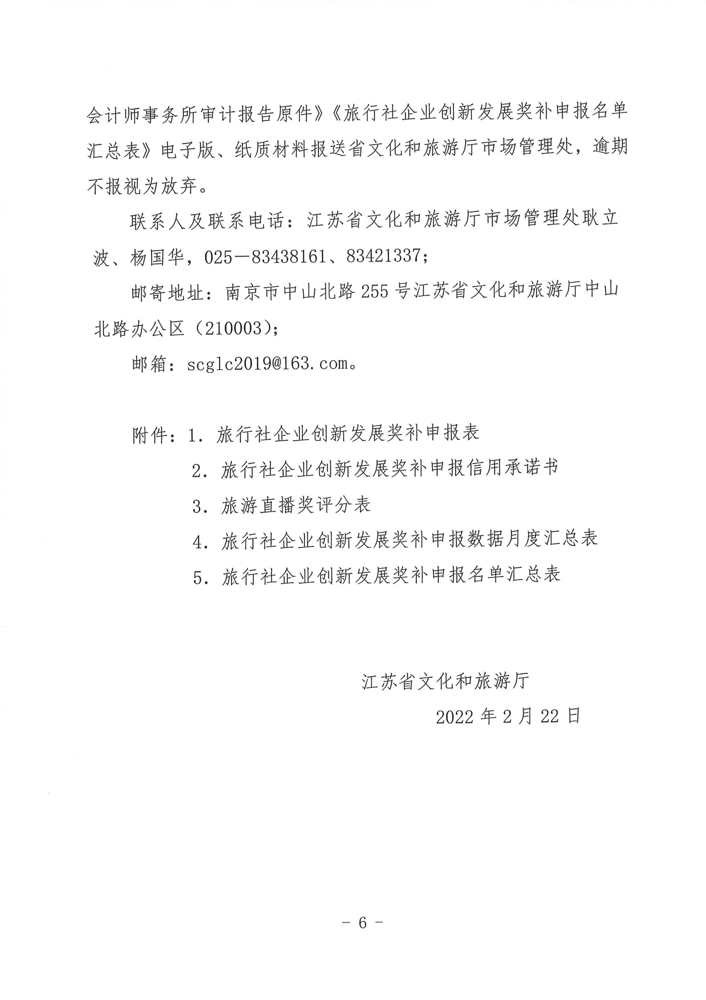 会计师事务所审计报告原件》《旅行社企业创新发展奖补申报名单
汇总表》电子版、纸质材料报送省文化和旅游厅市场管理处，逾期
不报视为放弃。
联系人及联系电话：江苏省文化和旅游厅市场管理处耿立
波、杨国华，025—83438161、83421337；
邮寄地址：南京市中山北路 255 号江苏省文化和旅游厅中山
北路办公区（210003）；
邮箱：scglc2019@163.com。
附件：1. 旅行社企业创新发展奖补申报表
2. 旅行社企业创新发展奖补申报信用承诺书
3. 旅游直播奖评分表
4. 旅行社企业创新发展奖补申报数据月度汇总表
5. 旅行社企业创新发展奖补申报名单汇总表
江苏省文化和旅游厅
2022 年 2 月 22 日
- 6 -